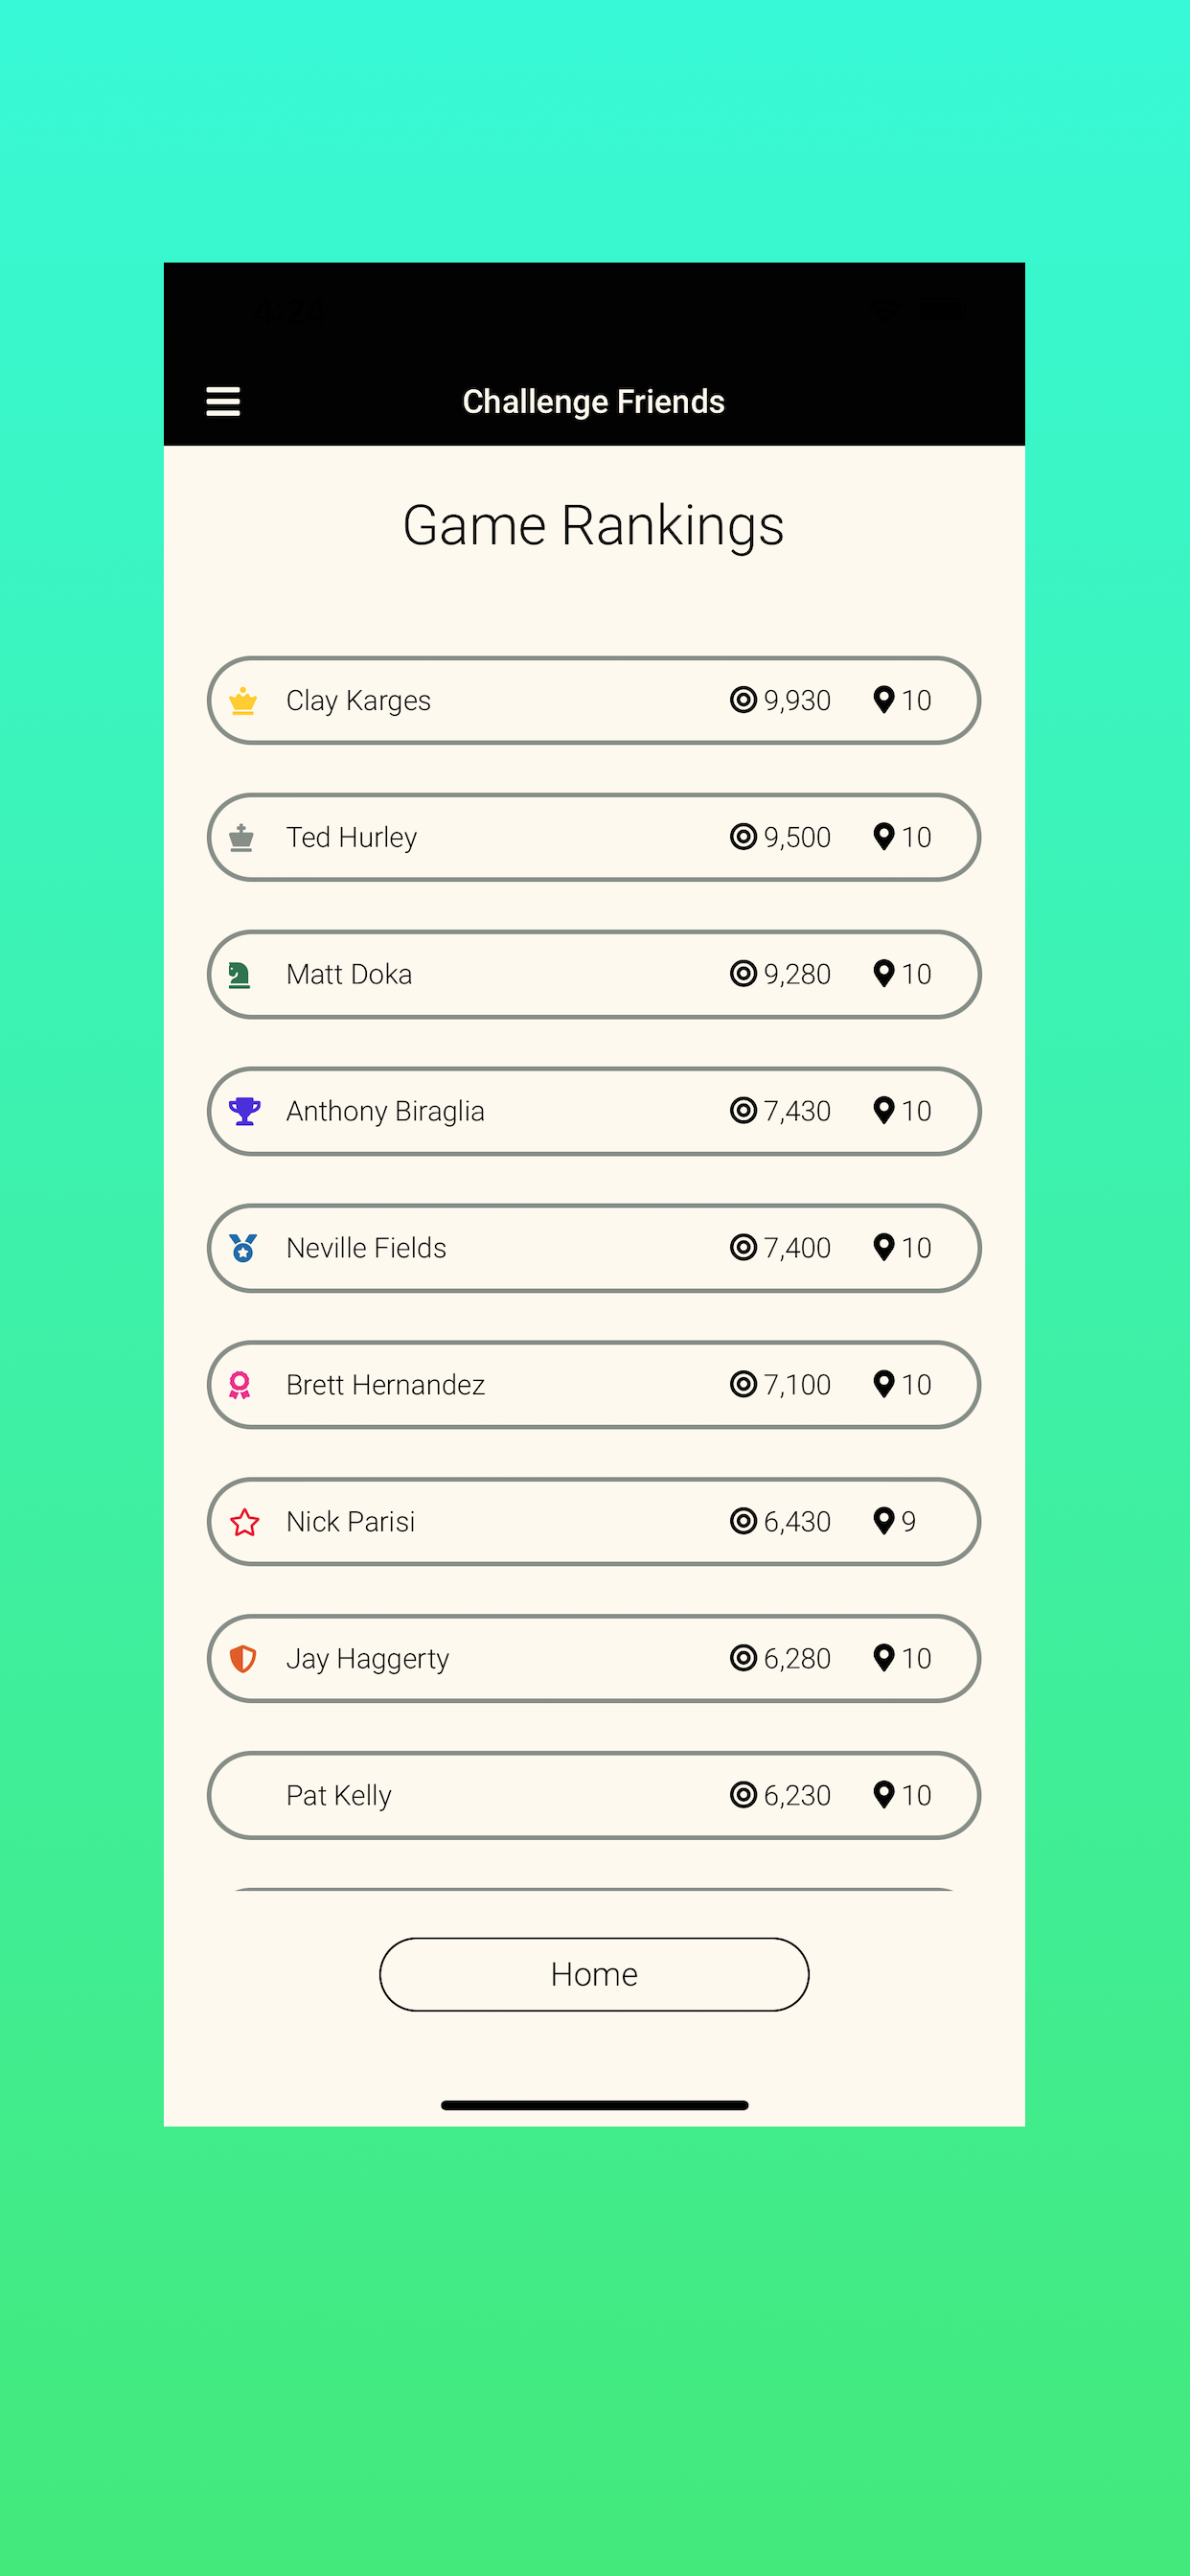 Challenge Friends
Game Rankings
Clay Karges 9,930 10
Ted Hurley 9,500 10
Matt Doka 9,280 10
Anthony Biraglia 7,430 10
Neville Fields 7,400 10
Brett Hernandez 7,100 10
Nick Parisi 6,430 9
Jay Haggerty 6,280 10
Pat Kelly 6,230 10
Home